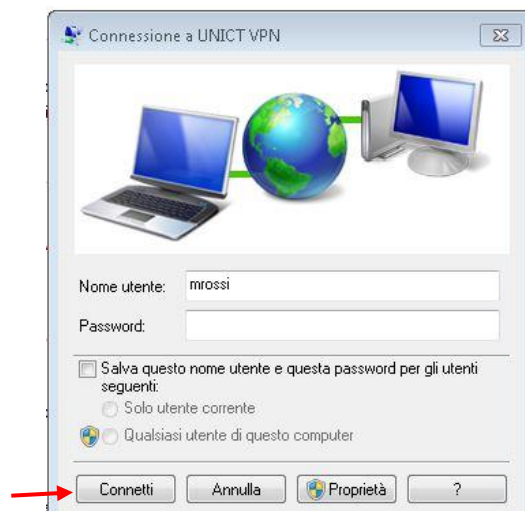 Connessione a UNICT VPN
Nome utente: mrossi
Password:
Salva questo nome utente e questa password per gli utenti
seguenti:
Solo utente corrente
Qualsiasi utente di questo computer
Connetti Annulla Proprietà ?